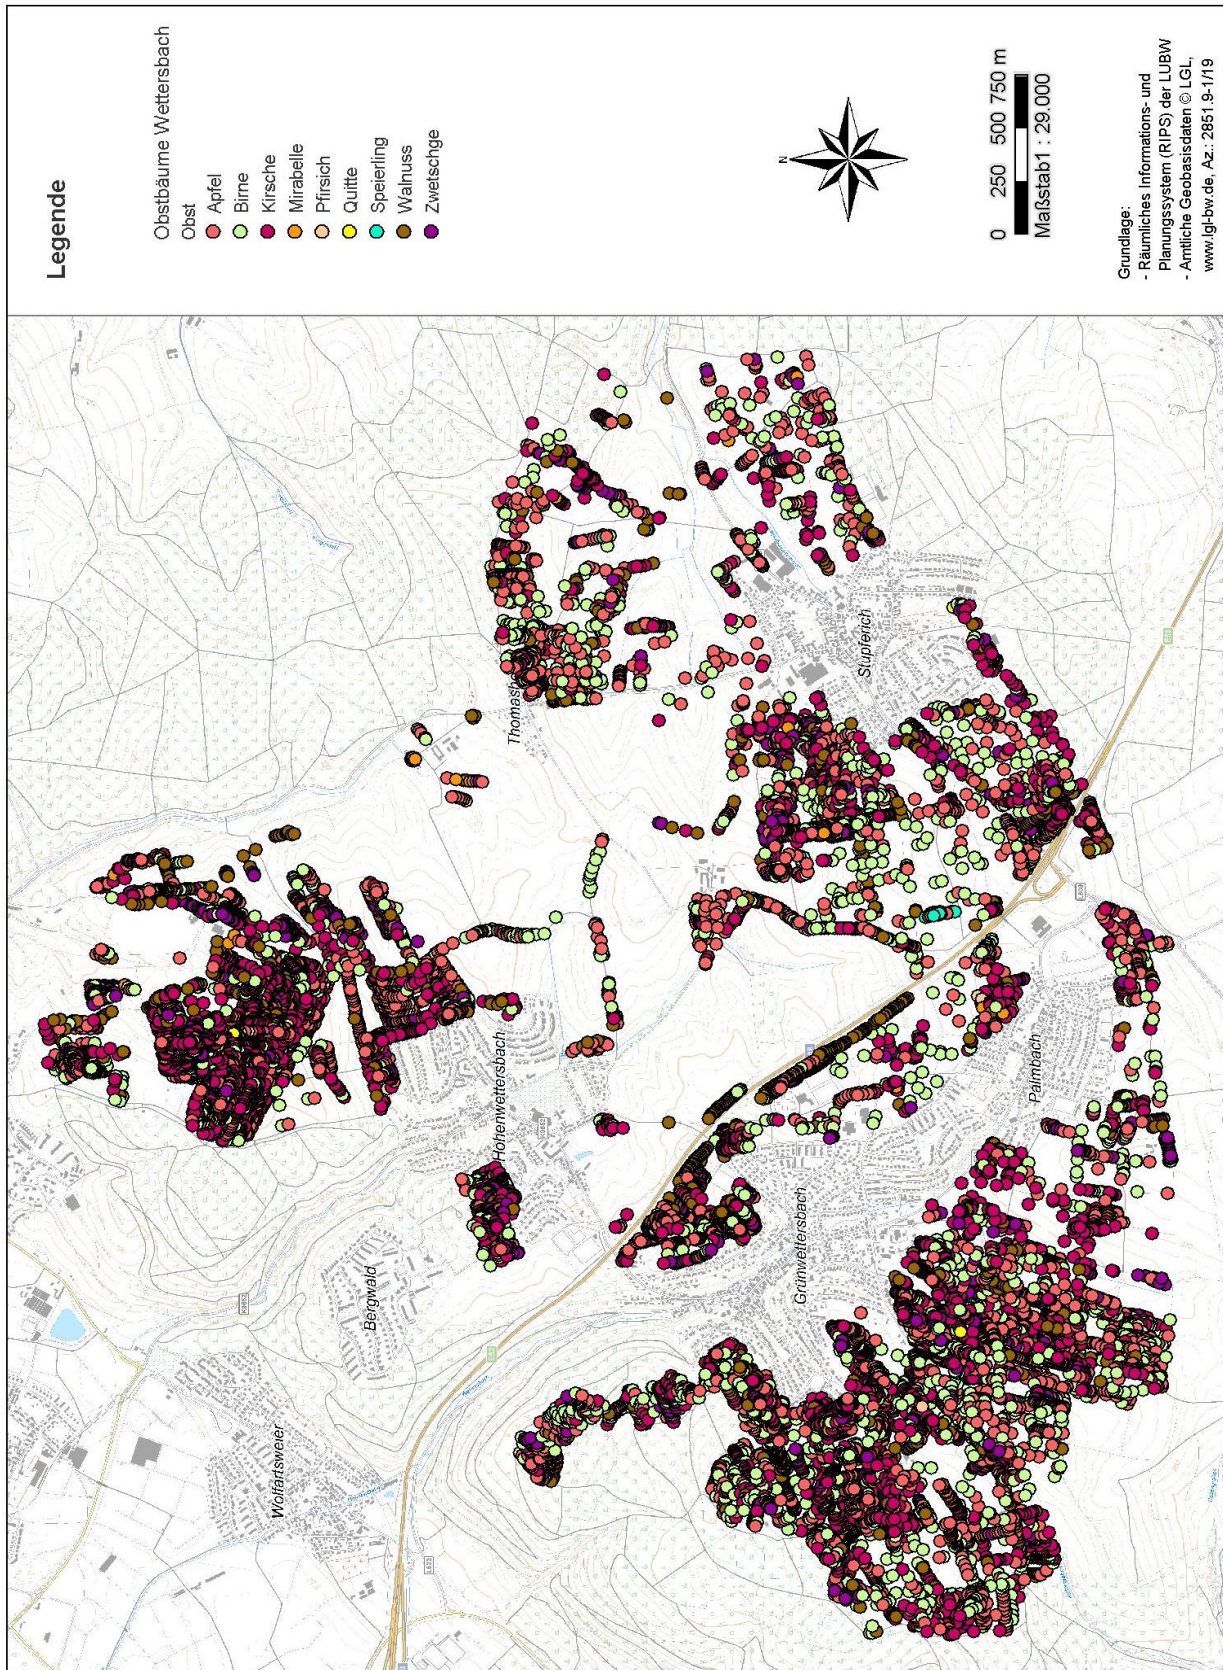 Legende
Obstbäume Wettersbach
Obst
Apfel
Birne
Kirsche
Mirabelle
Pfirsich
Quitte
Speierling
Walnuss
Zwetschge
N
0 250 500 750 m
Maßstab1 : 29.000
Grundlage:
- Räumliches Informations- und
Planungssystem (RIPS) der LUBW
- Amtliche Geobasisdaten © LGL,
www.lgl-bw.de, Az.: 2851.9-1/19
Wolfartsweier
Bergwald
Hohenwettersbach
Thomash
Grünwettersbach
Stupferich
Palmbach